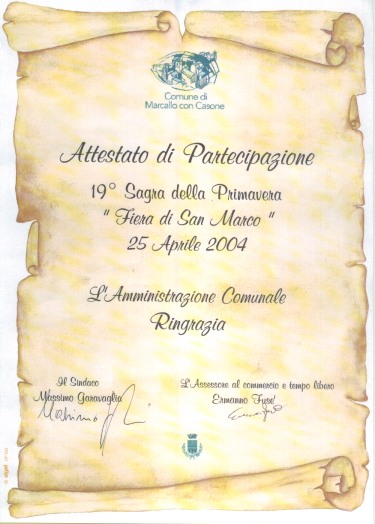 Comune di
Marcallo con Casone
Attestato di Partecipazione
19° Sagra della Primavera
" Fiera di San Marco "
25 Aprile 2004
L'Amministrazione Comunale
Ringrazia
Il Sindaco
Massimo Garavaglia
L'Assessore al commercio e tempo libero
Ermanno Fusé